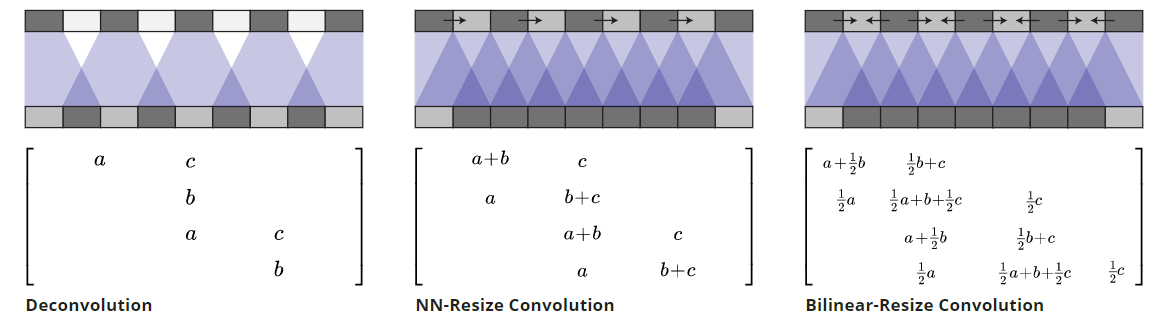 a c
b
a c
b
Deconvolution
a+b c
a b+c
a+b c
a b+c
NN-Resize Convolution
a+½b ½b+c
½a ½a+b+½c ½c
a+½b ½b+c
½a ½a+b+½c ½c
Bilinear-Resize Convolution